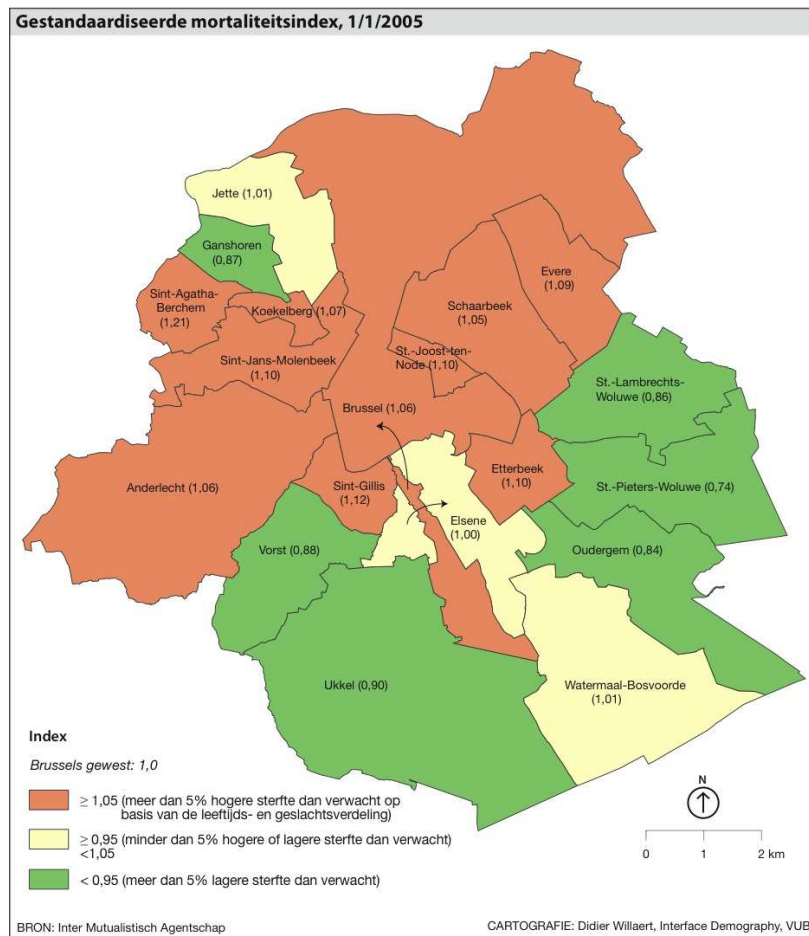 Gestandaardiseerde mortaliteitsindex, 1/1/2005
Jette (1,01)
Ganshoren
(0,87)
Evere
(1,09)
Sint-Agatha-
Berchem
(1,21)
Koekelberg (1,07)
Schaarbeek
(1,05)
Sint-Jans-Molenbeek
(1,10)
St.-Joost-ten-
Node (1,10)
St.-Lambrechts-
Woluwe (0,86)
Brussel (1,06)
Anderlecht (1,06)
Sint-Gillis
(1,12)
Etterbeek
(1,10)
St.-Pieters-Woluwe (0,74)
Elsene
(1,00)
Vorst (0,88)
Oudergem (0,84)
Ukkel (0,90)
Watermaal-Bosvoorde
(1,01)
Index
Brussels gewest: 1,0
≥ 1,05 (meer dan 5% hogere sterfte dan verwacht op
basis van de leeftijds- en geslachtsverdeling)
≥ 0,95 (minder dan 5% hogere of lagere sterfte dan verwacht)
<1,05
< 0,95 (meer dan 5% lagere sterfte dan verwacht)
N
0 1 2 km
BRON: Inter Mutualistisch Agentschap
CARTOGRAFIE: Didier Willaert, Interface Demography, VUB